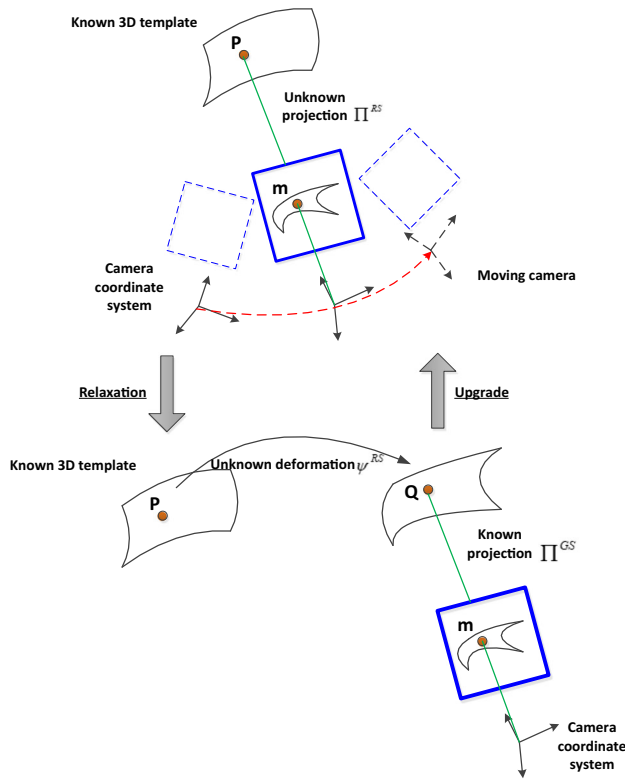 Known 3D template
P
Unknown
projection Π^RS
m
Camera
coordinate
system
Moving camera
Relaxation
Upgrade
Known 3D template
Unknown deformation ψ^RS
P
Q
Known
projection Π^GS
m
Camera
coordinate
system